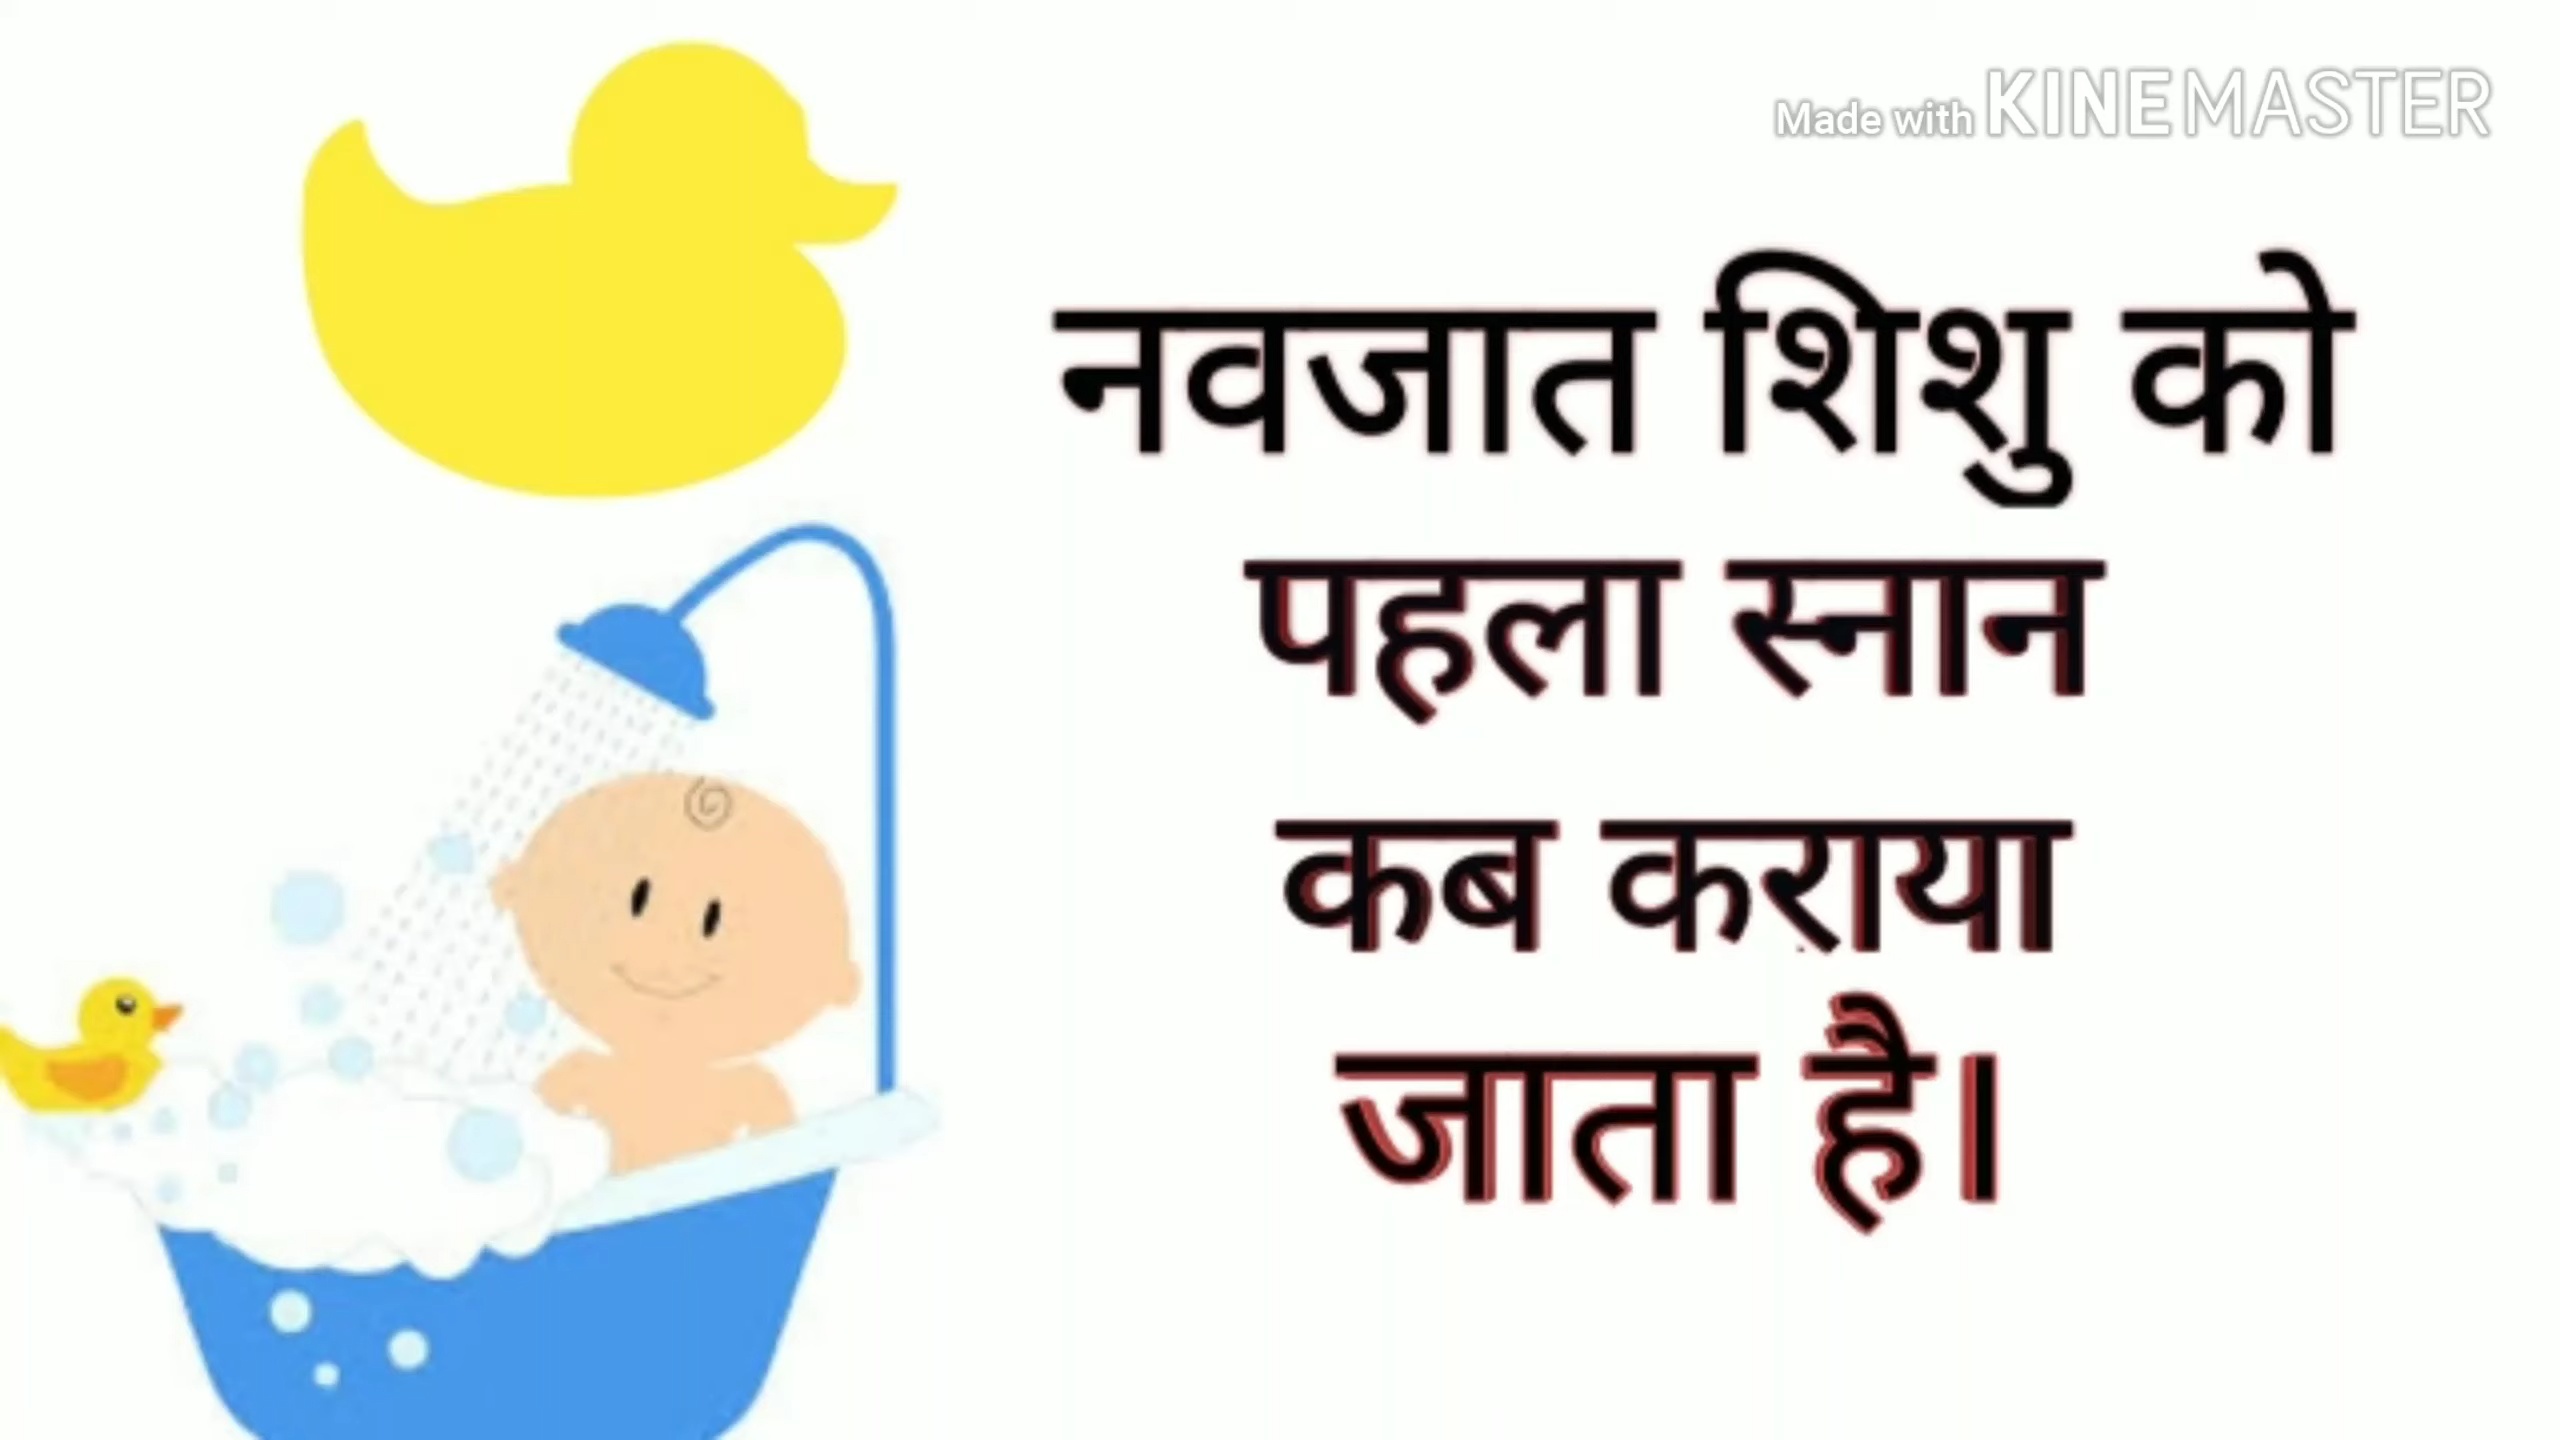 Made with KINEMASTER
नवजात शिशु को
पहला स्नान
कब कराया
जाता है।